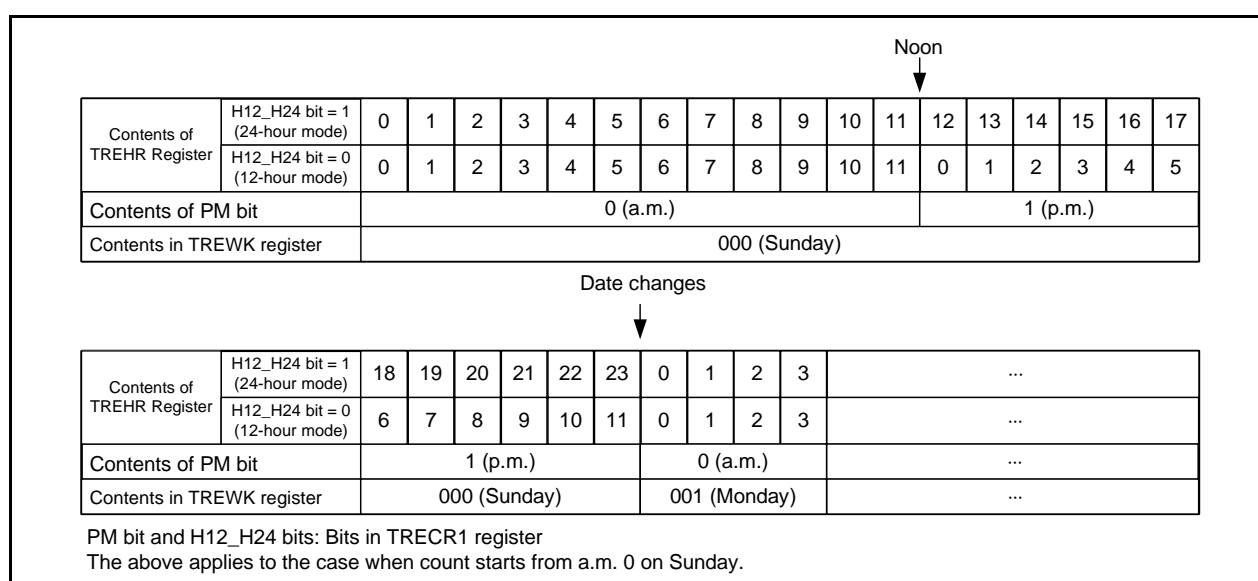 Noon
Contents of TREHR Register
H12_H24 bit = 1 (24-hour mode) 0 1 2 3 4 5 6 7 8 9 10 11 12 13 14 15 16 17
H12_H24 bit = 0 (12-hour mode) 0 1 2 3 4 5 6 7 8 9 10 11 0 1 2 3 4 5
Contents of PM bit 0 (a.m.) 1 (p.m.)
Contents in TREWK register 000 (Sunday)
Date changes
Contents of TREHR Register
H12_H24 bit = 1 (24-hour mode) 18 19 20 21 22 23 0 1 2 3 ...
H12_H24 bit = 0 (12-hour mode) 6 7 8 9 10 11 0 1 2 3 ...
Contents of PM bit 1 (p.m.) 0 (a.m.) ...
Contents in TREWK register 000 (Sunday) 001 (Monday) ...
PM bit and H12_H24 bits: Bits in TRECR1 register
The above applies to the case when count starts from a.m. 0 on Sunday.